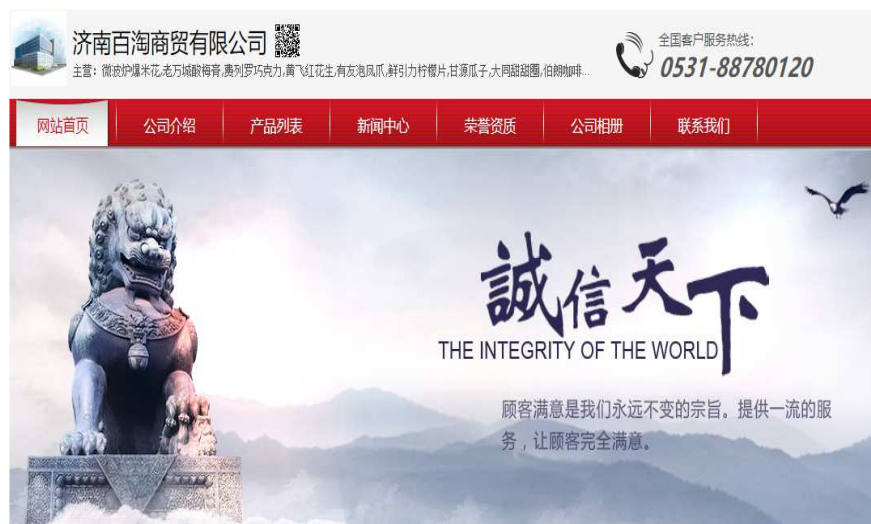 济南百淘商贸有限公司
主营：微波炉爆米花,老万城酸梅膏,费列罗巧克力,黄飞红花生,有友泡凤爪,鲜引力柠檬片,甘源瓜子,大同甜甜圈,伯朗咖啡...
全国客户服务热线：
0531-88780120
网站首页 公司介绍 产品列表 新闻中心 荣誉资质 公司相册 联系我们
誠信天下
THE INTEGRITY OF THE WORLD
顾客满意是我们永远不变的宗旨。提供一流的服
务，让顾客完全满意。